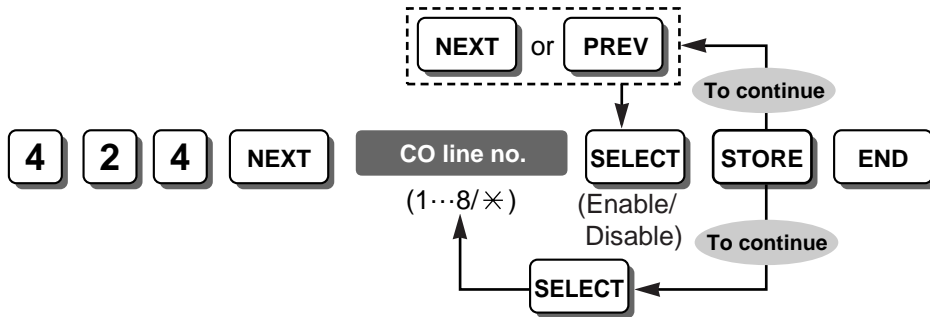 NEXT or PREV
To continue
4 2 4 NEXT CO line no. SELECT STORE END
(1···8/✳)
(Enable/
Disable)
To continue
SELECT